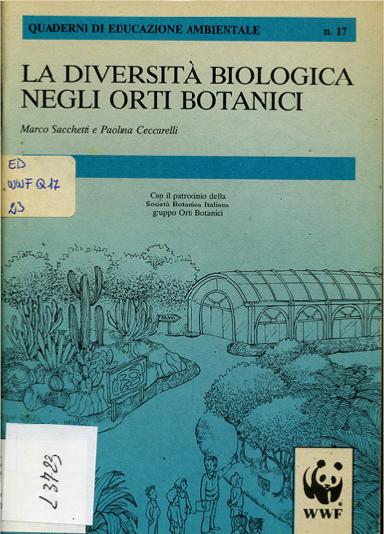 QUADERNI DI EDUCAZIONE AMBIENTALE n. 17
LA DIVERSITÀ BIOLOGICA
NEGLI ORTI BOTANICI
Marco Sacchetti e Paolina Ceccarelli
ED
WWF Q 17
23
Con il patrocinio della
Società Botanica Italiana
gruppo Orti Botanici
L3723
WWF